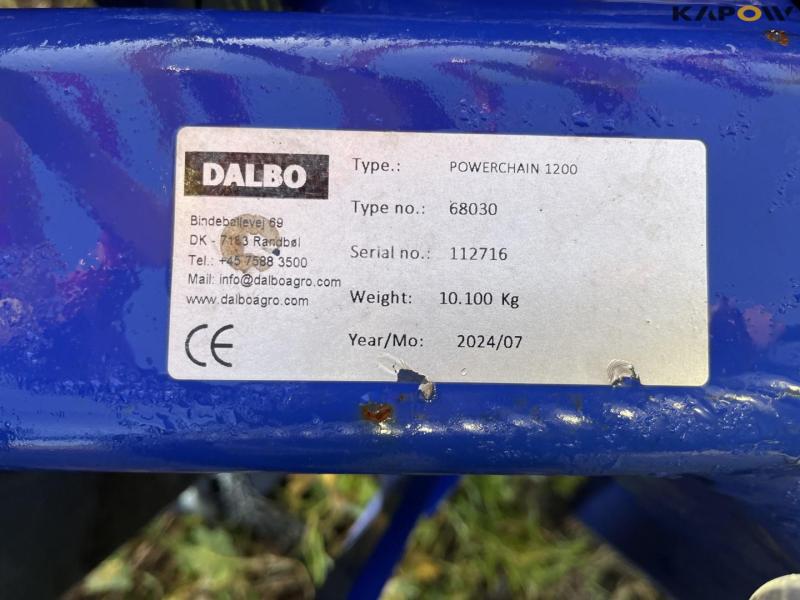 KAPOW
DALBO
Bindeballevej 69
DK - 7183 Randbøl
Tel.: +45 7588 3500
Mail: info@dalboagro.com
www.dalboagro.com
CE
Type.: POWERCHAIN 1200
Type no.: 68030
Serial no.: 112716
Weight: 10.100 Kg
Year/Mo: 2024/07